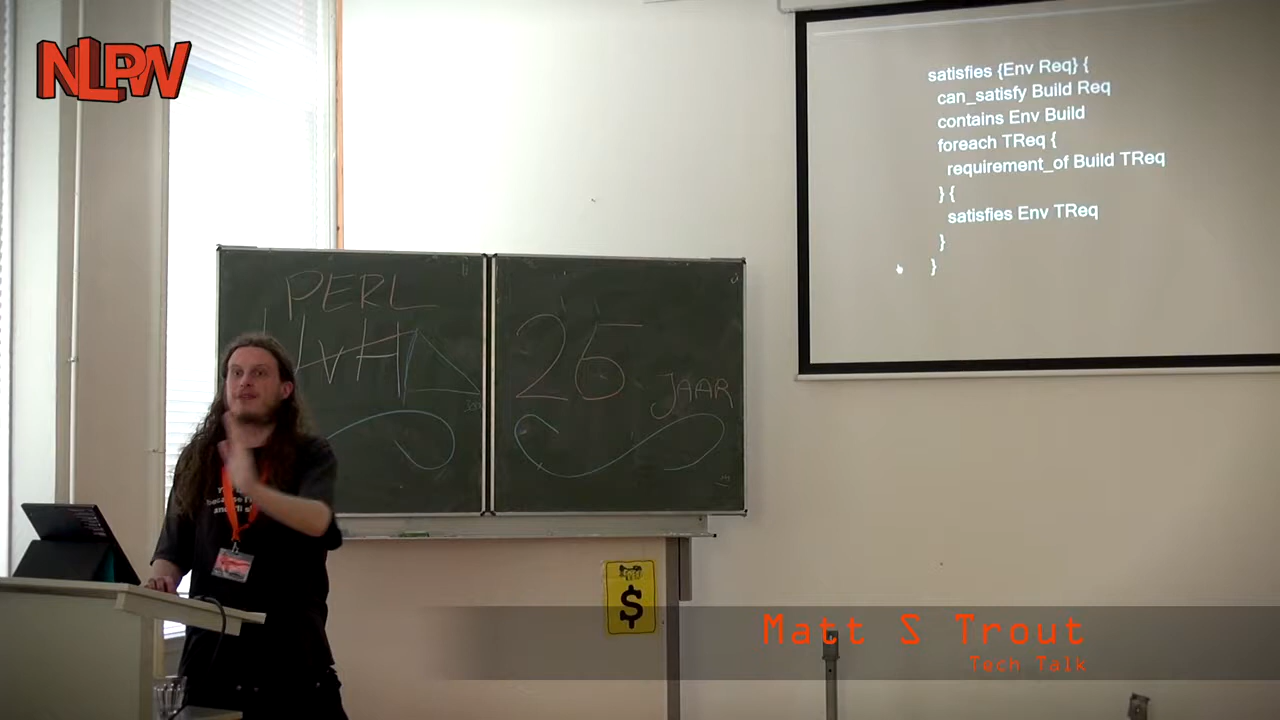 NLPW
satisfies {Env Req} {
can_satisfy Build Req
contains Env Build
foreach TReq {
requirement_of Build TReq
} {
satisfies Env TReq
}
}
PERL
25
JAAR
$
Matt S Trout
Tech Talk